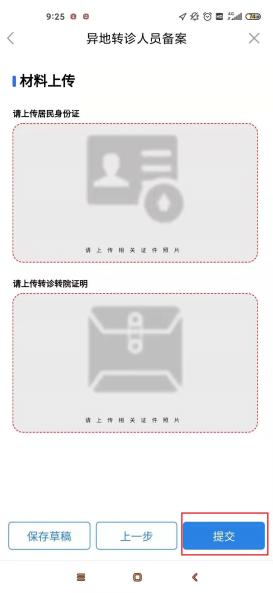 9:25
异地转诊人员备案
材料上传
请上传居民身份证
请上传相关证件照片
请上传转诊转院证明
请上传相关证件照片
保存草稿
上一步
提交